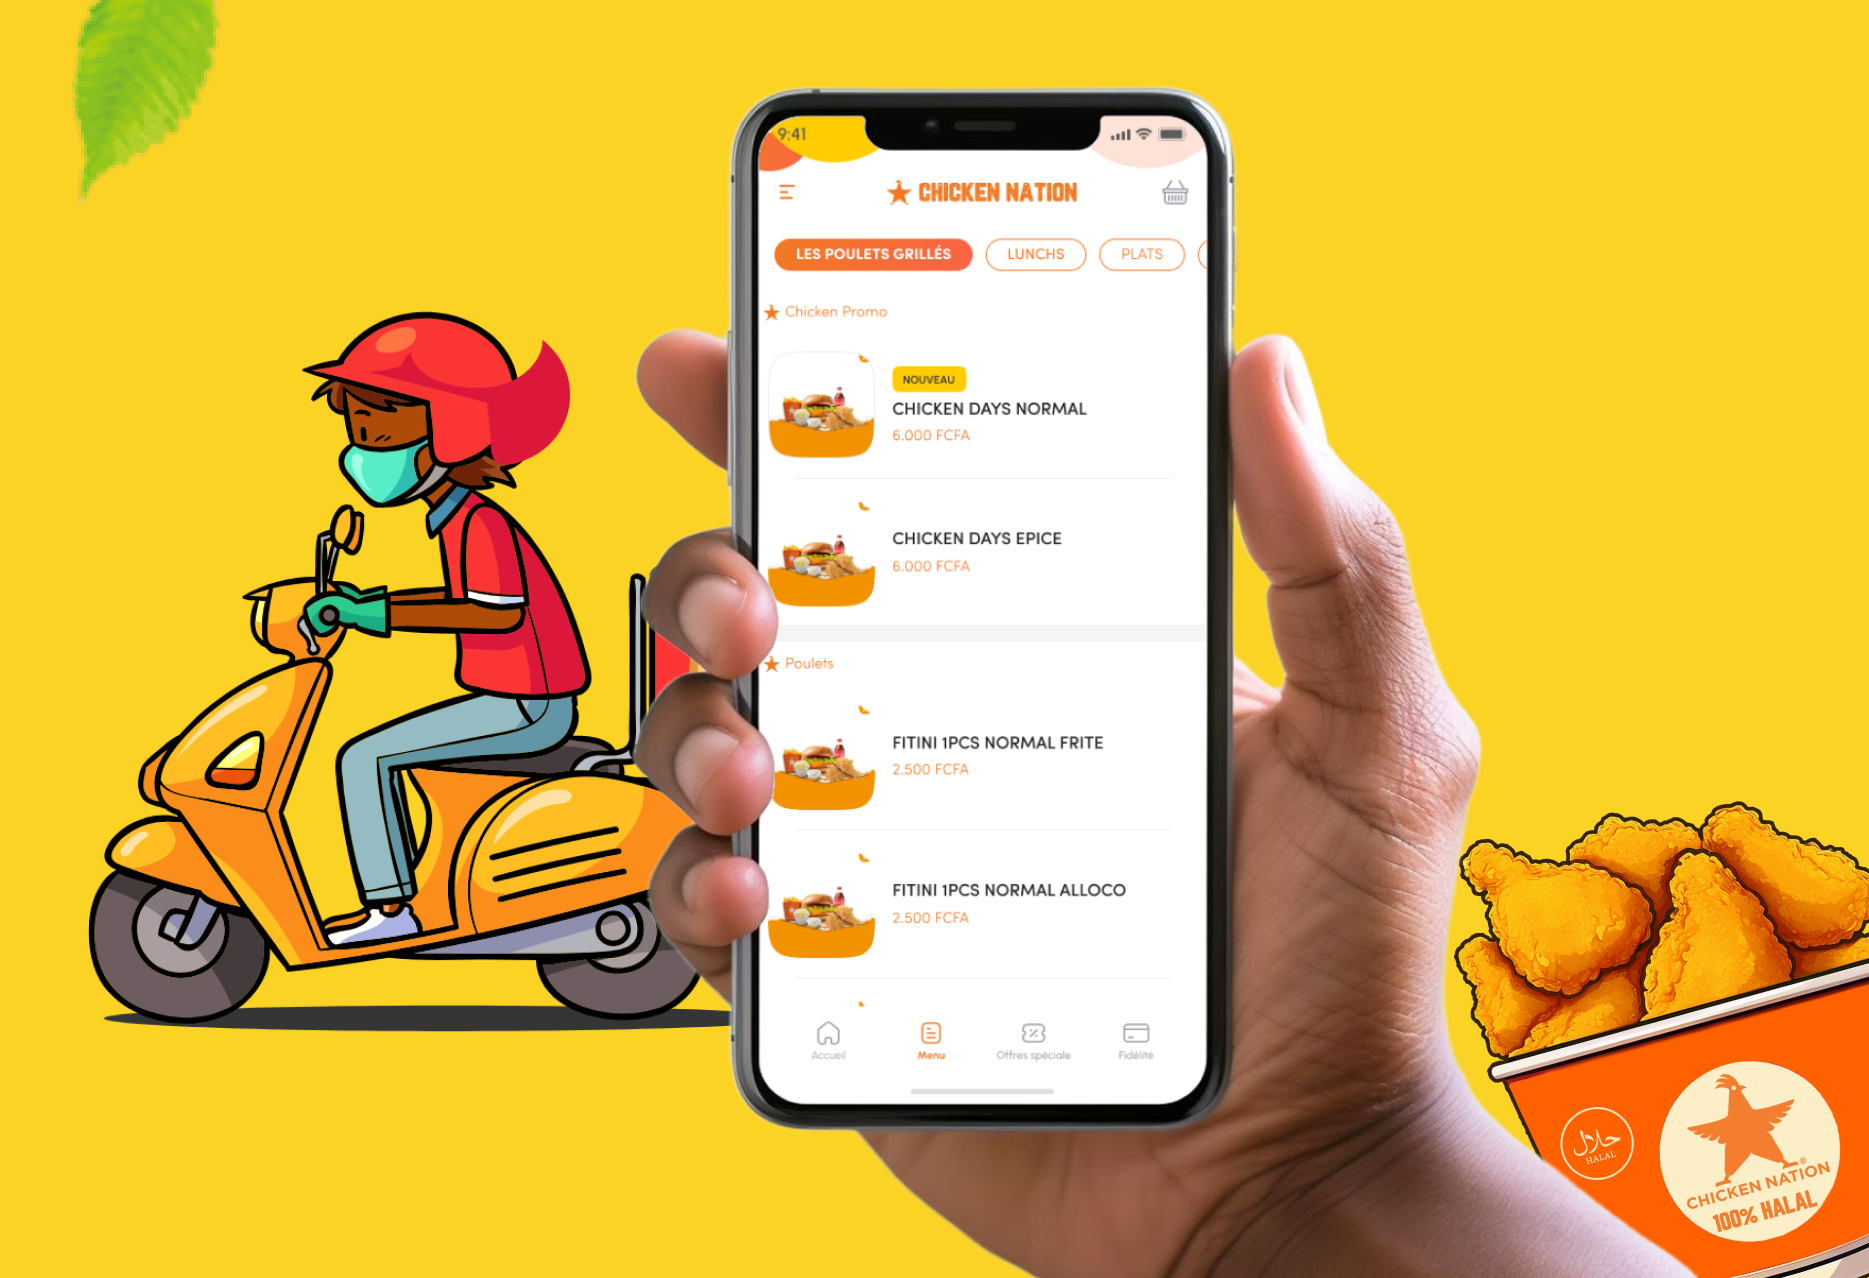 9:41
CHICKEN NATION
LES POULETS GRILLÉS
LUNCHS
PLATS
Chicken Promo
NOUVEAU
CHICKEN DAYS NORMAL
6.000 FCFA
CHICKEN DAYS EPICE
6.000 FCFA
Poulets
FITINI 1PCS NORMAL FRITE
2.500 FCFA
FITINI 1PCS NORMAL ALLOCO
2.500 FCFA
Accueil
Menu
Offres spéciale
Fidélité
حلال
HALAL
CHICKEN NATION®
100% HALAL